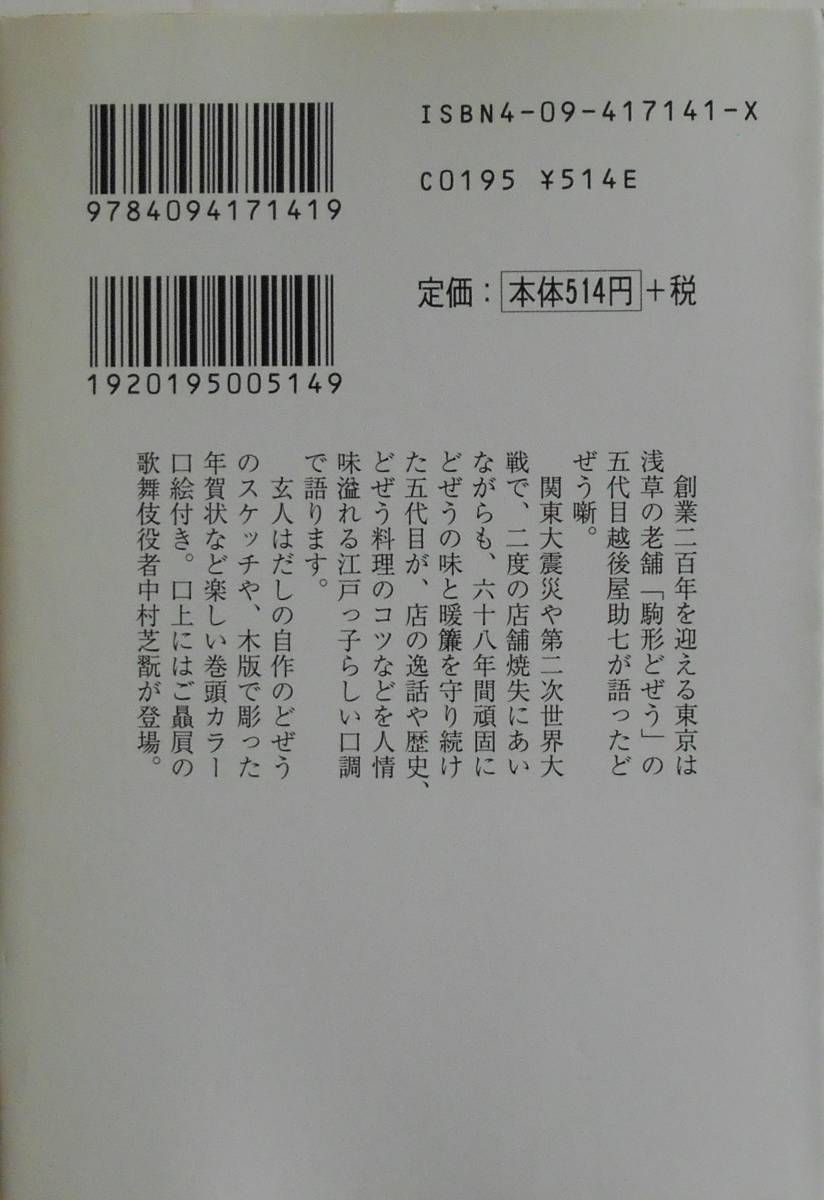 ISBN4-09-417141-X
C0195 ¥514E
9784094171419
定価：本体514円＋税
1920195005149
創業二百年を迎える東京は
浅草の老舗「駒形どぜう」の
五代目越後屋助七が語ったど
ぜう噺。
関東大震災や第二次世界大
戦で、二度の店舗焼失にあい
ながらも、六十八年間頑固に
どぜうの味と暖簾を守り続け
た五代目が、店の逸話や歴史、
どぜう料理のコツなどを人情
味溢れる江戸っ子らしい口調
で語ります。
玄人はだしの自作のどぜう
のスケッチや、木版で彫った
年賀状など楽しい巻頭カラー
口絵付き。口上にはご贔屓の
歌舞伎役者中村芝翫が登場。